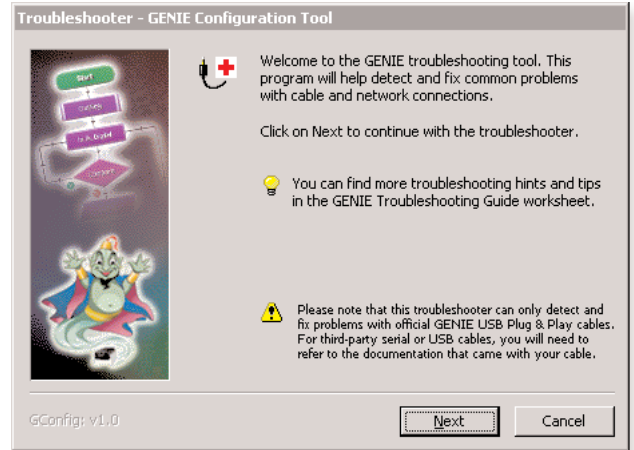 Troubleshooter - GENIE Configuration Tool
Start
Compare
Welcome to the GENIE troubleshooting tool. This
program will help detect and fix common problems
with cable and network connections.
Click on Next to continue with the troubleshooter.
You can find more troubleshooting hints and tips
in the GENIE Troubleshooting Guide worksheet.
Please note that this troubleshooter can only detect and
fix problems with official GENIE USB Plug & Play cables.
For third-party serial or USB cables, you will need to
refer to the documentation that came with your cable.
GConfig: v1.0
Next
Cancel